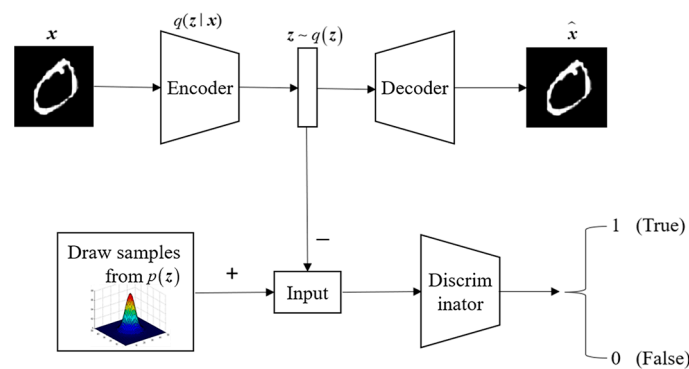 q(z|x)
x
z ~ q(z)
x̂
Encoder
Decoder
−
Draw samples
from p(z)
+
Input
Discrim
inator
1 (True)
0 (False)